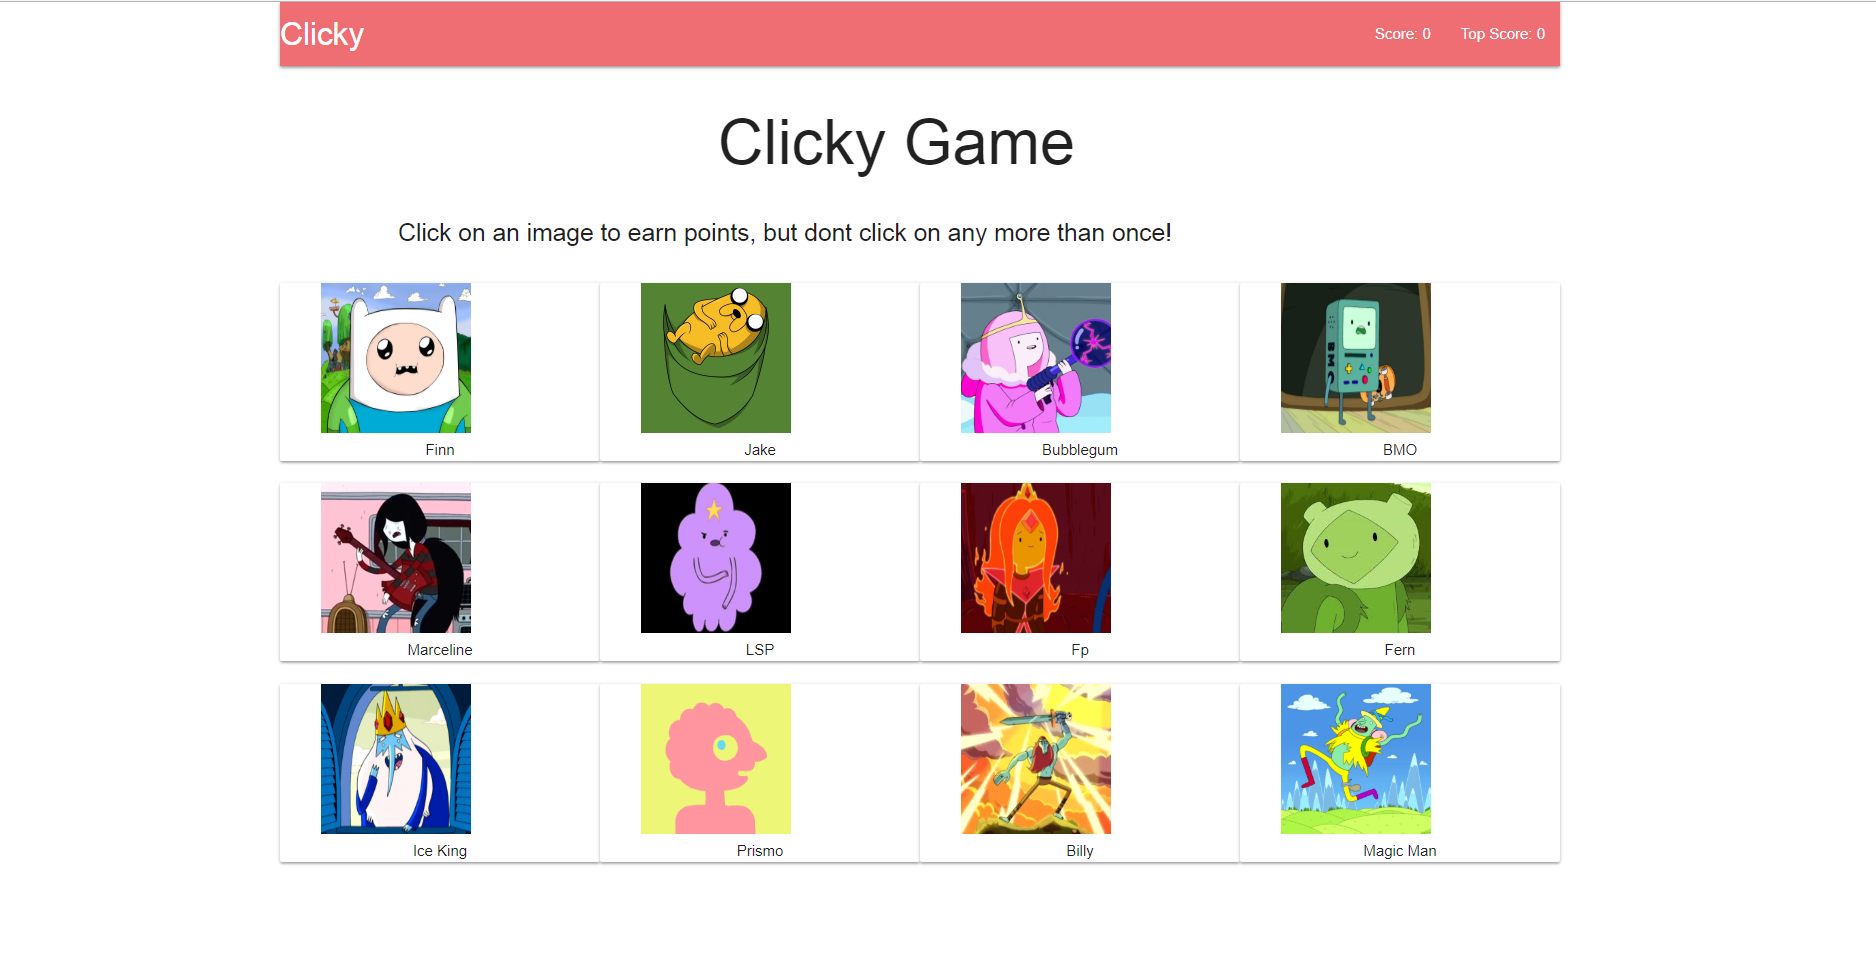 Clicky
Score: 0 Top Score: 0
Clicky Game
Click on an image to earn points, but dont click on any more than once!
BMO
Finn Jake Bubblegum BMO
Marceline LSP Fp Fern
Ice King Prismo Billy Magic Man